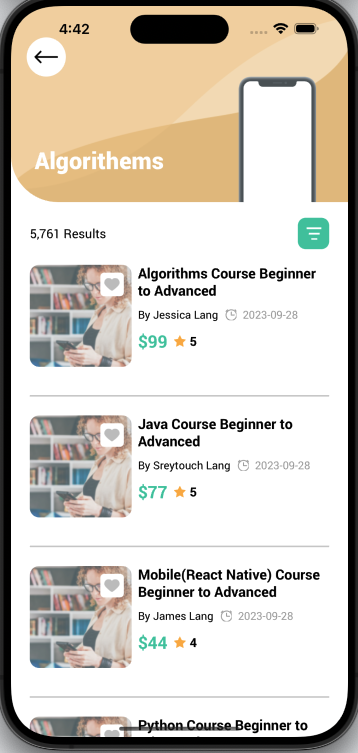 4:42
Algorithems
5,761 Results
Algorithms Course Beginner
to Advanced
By Jessica Lang 2023-09-28
$99 5
Java Course Beginner to
Advanced
By Sreytouch Lang 2023-09-28
$77 5
Mobile(React Native) Course
Beginner to Advanced
By James Lang 2023-09-28
$44 4
Python Course Beginner to